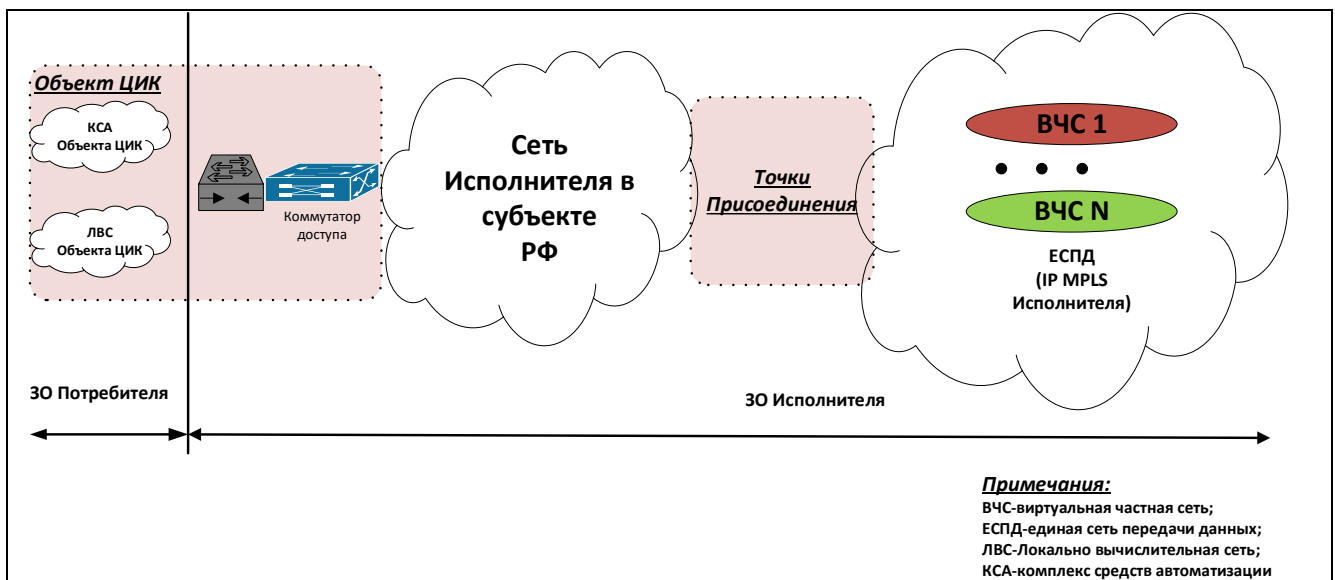 Объект ЦИК
КСА
Объекта ЦИК
ЛВС
Объекта ЦИК
Коммутатор
доступа
Сеть
Исполнителя в
субъекте
РФ
Точки
Присоединения
ВЧС 1
ВЧС N
ЕСПД
(IP MPLS
Исполнителя)
ЗО Потребителя
ЗО Исполнителя
Примечания:
ВЧС-виртуальная частная сеть;
ЕСПД-единая сеть передачи данных;
ЛВС-Локально вычислительная сеть;
КСА-комплекс средств автоматизации